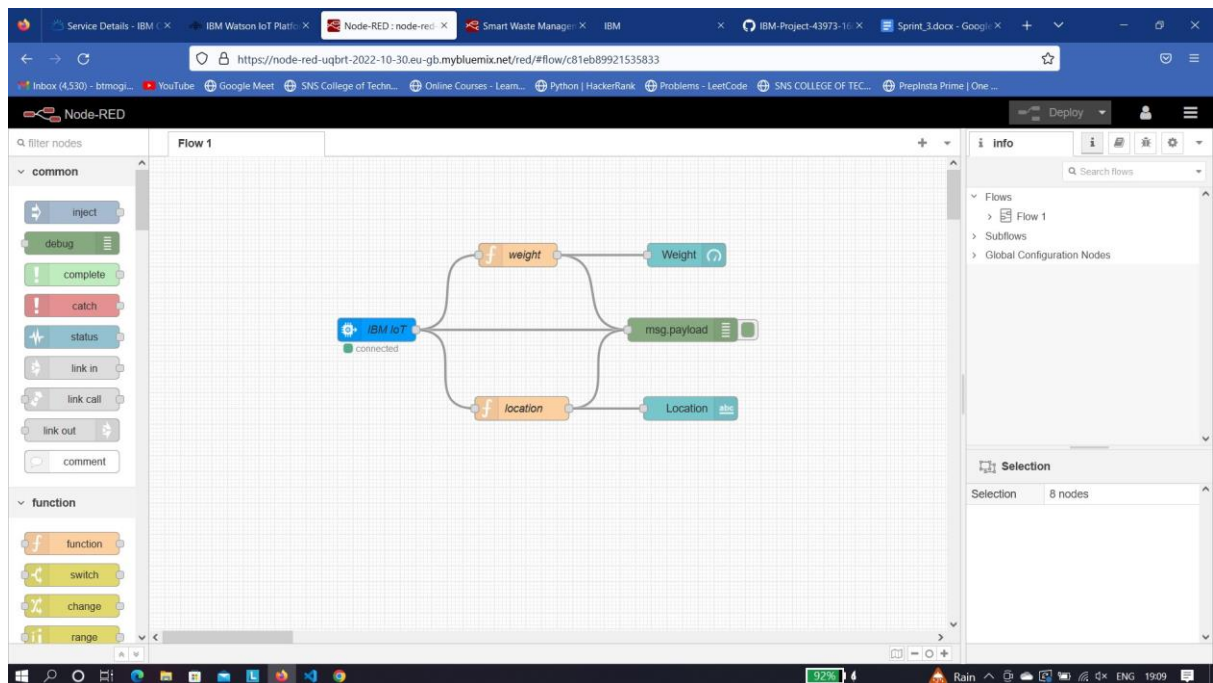 Service Details - IBM C
IBM Watson IoT Platfo
Node-RED : node-red-
Smart Waste Managem
IBM
IBM-Project-43973-16
Sprint_3.docx - Google
https://node-red-uqbrt-2022-10-30.eu-gb.mybluemix.net/red/#flow/c81eb89921535833
Inbox (4,530) - btmogi... YouTube Google Meet SNS College of Techn... Online Courses - Learn... Python | HackerRank Problems - LeetCode SNS COLLEGE OF TEC... PrepInsta Prime | One ...
Node-RED
Deploy
filter nodes
common
inject
debug
complete
catch
status
link in
link call
link out
comment
function
function
switch
change
range
Flow 1
weight
Weight
IBM IoT
connected
msg.payload
location
Location
abc
i info
i
Search flows
Flows
Flow 1
Subflows
Global Configuration Nodes
Selection
Selection 8 nodes
92%
Rain
ENG
19:09